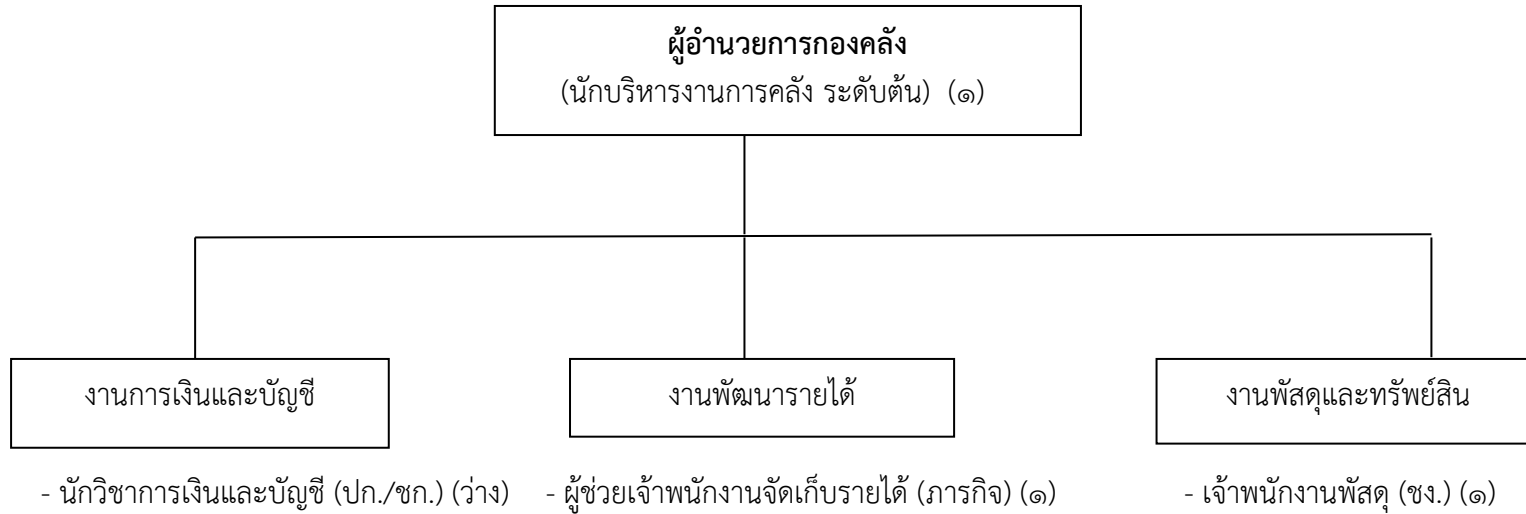 ผู้อำนวยการกองคลัง
(นักบริหารงานการคลัง ระดับต้น) (๑)
งานการเงินและบัญชี
งานพัฒนารายได้
งานพัสดุและทรัพย์สิน
- นักวิชาการเงินและบัญชี (ปก./ชก.) (ว่าง)
- ผู้ช่วยเจ้าพนักงานจัดเก็บรายได้ (ภารกิจ) (๑)
- เจ้าพนักงานพัสดุ (ชง.) (๑)